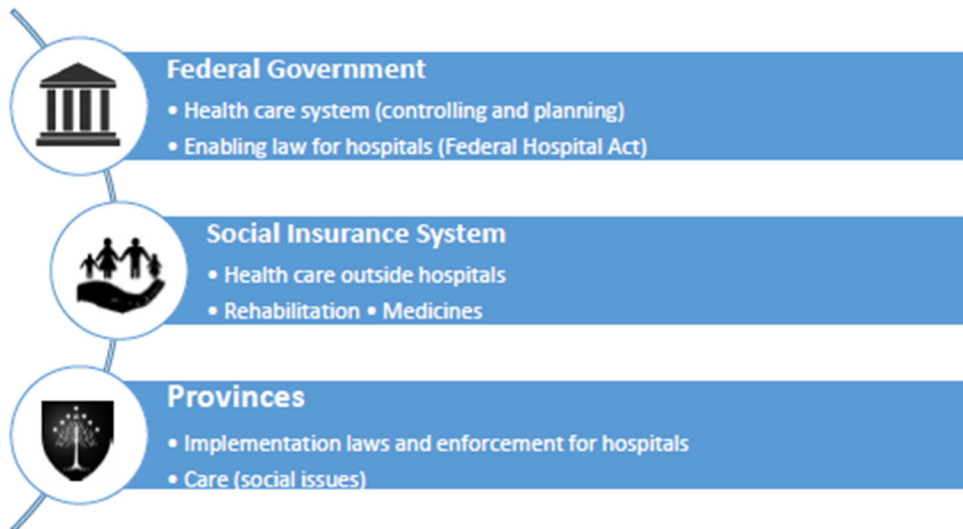 Federal Government
• Health care system (controlling and planning)
• Enabling law for hospitals (Federal Hospital Act)
Social Insurance System
• Health care outside hospitals
• Rehabilitation • Medicines
Provinces
• Implementation laws and enforcement for hospitals
• Care (social issues)